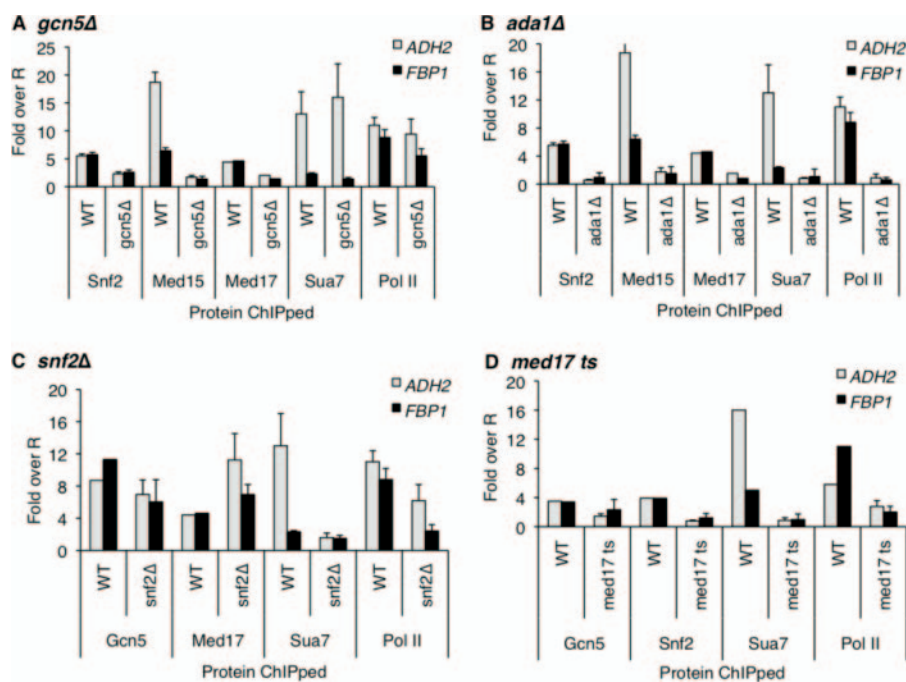 A gcn5Δ
ADH2
FBP1
Fold over R
25
20
15
10
5
0
WT gcn5Δ WT gcn5Δ WT gcn5Δ WT gcn5Δ WT gcn5Δ
Snf2 Med15 Med17 Sua7 Pol II
Protein ChIPped
B ada1Δ
ADH2
FBP1
Fold over R
20
16
12
8
4
0
WT ada1Δ WT ada1Δ WT ada1Δ WT ada1Δ WT ada1Δ
Snf2 Med15 Med17 Sua7 Pol II
Protein ChIPped
C snf2Δ
ADH2
FBP1
Fold over R
20
16
12
8
4
0
WT snf2Δ WT snf2Δ WT snf2Δ WT snf2Δ
Gcn5 Med17 Sua7 Pol II
Protein ChIPped
D med17 ts
ADH2
FBP1
Fold over R
20
16
12
8
4
0
WT med17 ts WT med17 ts WT med17 ts WT med17 ts
Gcn5 Snf2 Sua7 Pol II
Protein ChIPped